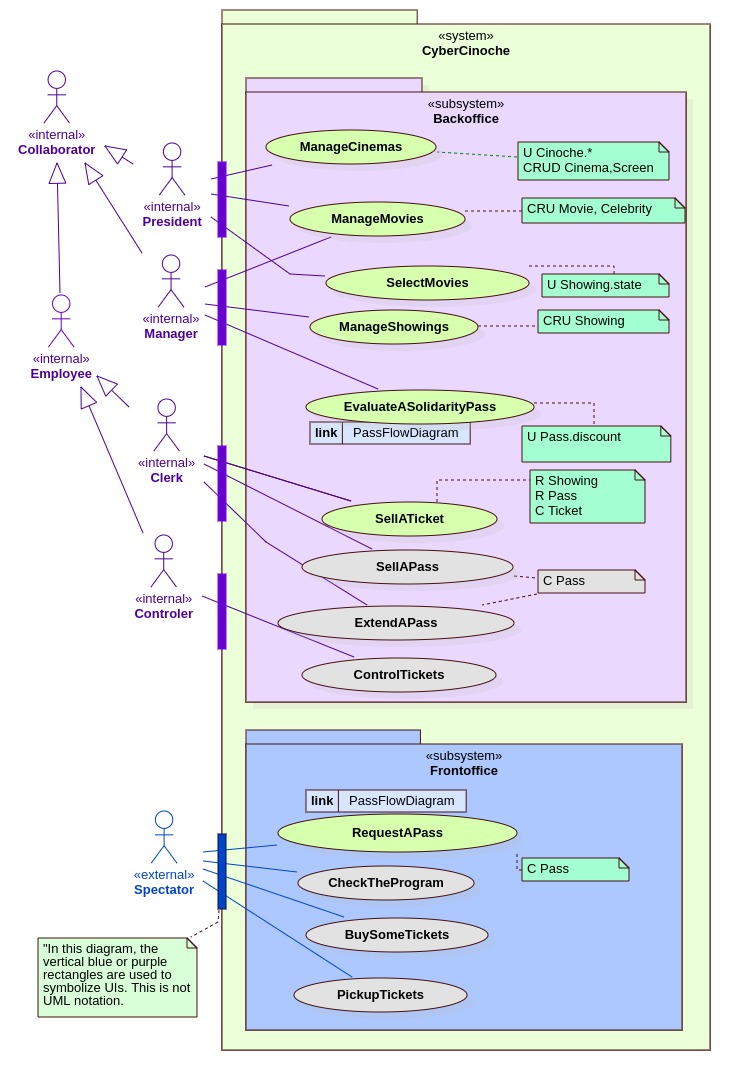 «system»
CyberCinoche
«subsystem»
Backoffice
«internal»
Collaborator
ManageCinemas
U Cinoche.*
CRUD Cinema,Screen
«internal»
President
ManageMovies
CRU Movie, Celebrity
SelectMovies
U Showing.state
«internal»
Manager
ManageShowings
CRU Showing
«internal»
Employee
EvaluateASolidarityPass
link PassFlowDiagram
U Pass.discount
«internal»
Clerk
SellATicket
R Showing
R Pass
C Ticket
SellAPass
C Pass
«internal»
Controler
ExtendAPass
ControlTickets
«subsystem»
Frontoffice
link PassFlowDiagram
RequestAPass
C Pass
«external»
Spectator
CheckTheProgram
BuySomeTickets
PickupTickets
"In this diagram, the
vertical blue or purple
rectangles are used to
symbolize UIs. This is not
UML notation.